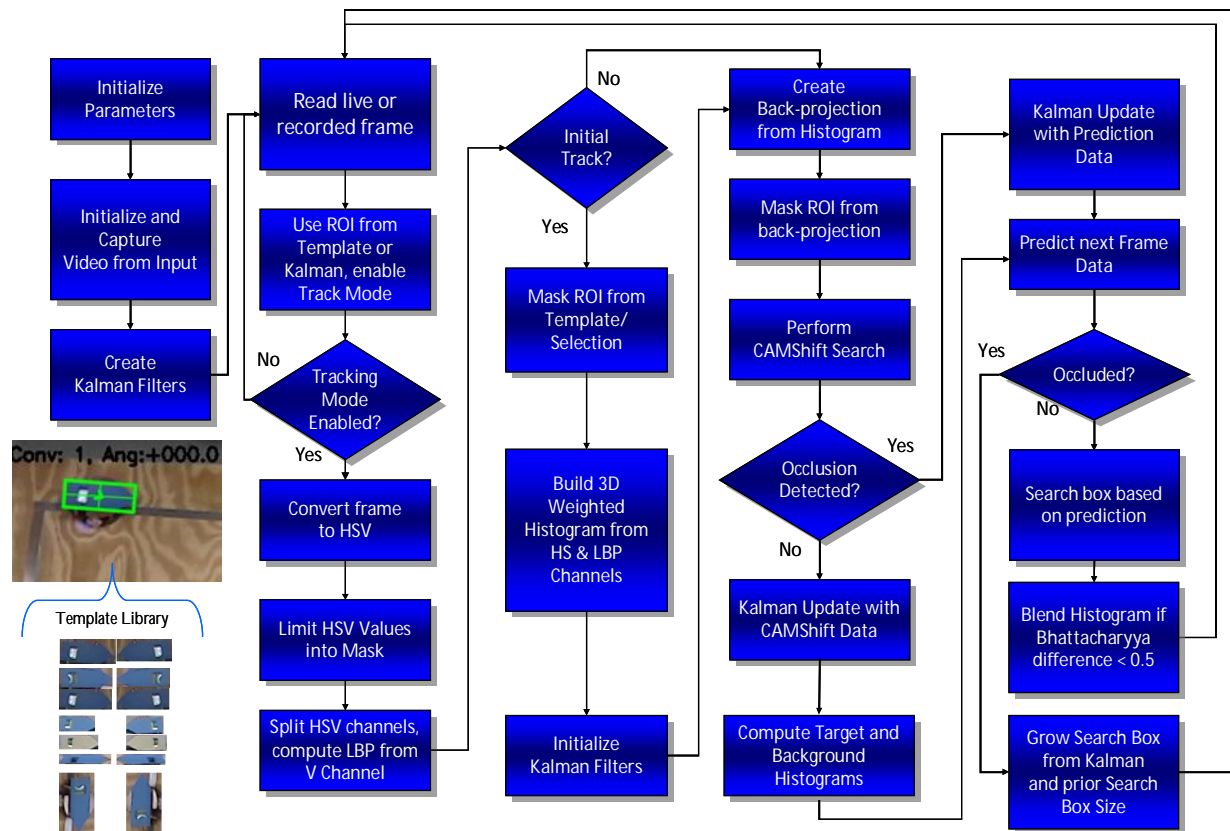 Initialize
Parameters
Initialize and
Capture
Video from Input
Create
Kalman Filters
Conv: 1, Ang:+000.0
Template Library
Read live or
recorded frame
Use ROI from
Template or
Kalman, enable
Track Mode
No
Tracking
Mode
Enabled?
Yes
Convert frame
to HSV
Limit HSV Values
into Mask
Split HSV channels,
compute LBP from
V Channel
No
Initial
Track?
Yes
Mask ROI from
Template/
Selection
Build 3D
Weighted
Histogram from
HS & LBP
Channels
Initialize
Kalman Filters
Create
Back-projection
from Histogram
Mask ROI from
back-projection
Perform
CAMShift Search
Yes
Occlusion
Detected?
No
Kalman Update with
CAMShift Data
Compute Target and
Background
Histograms
Kalman Update
with Prediction
Data
Predict next Frame
Data
Yes
Occluded?
No
Search box based
on prediction
Blend Histogram if
Bhattacharyya
difference < 0.5
Grow Search Box
from Kalman
and prior Search
Box Size